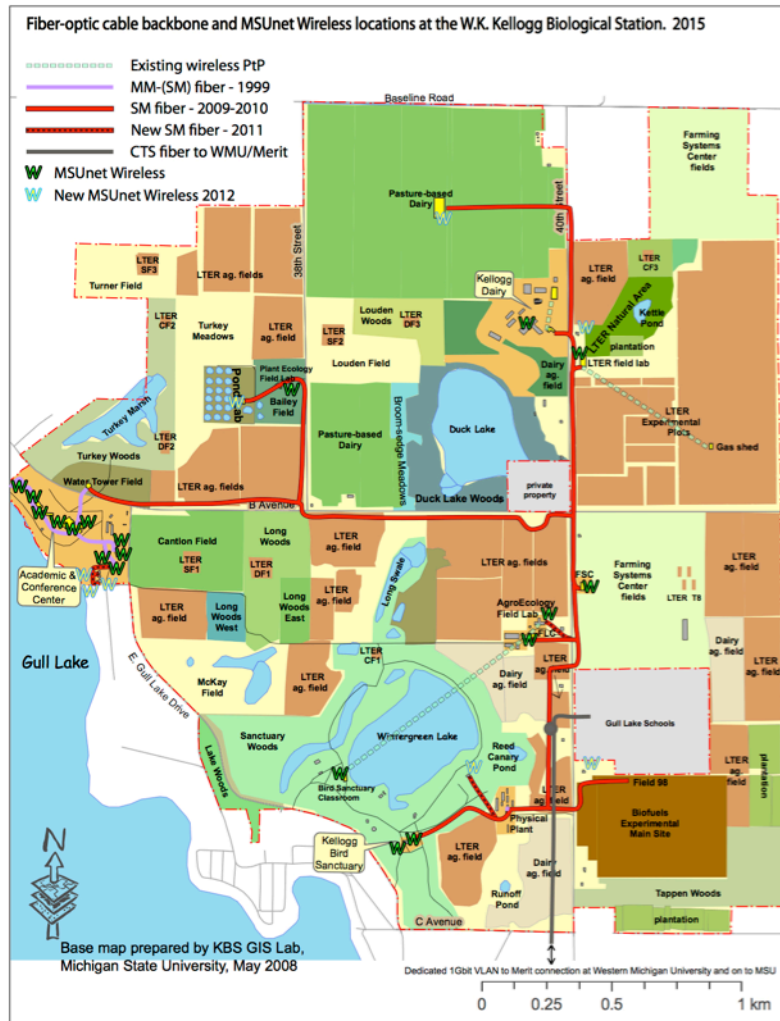 Fiber-optic cable backbone and MSUnet Wireless locations at the W.K. Kellogg Biological Station. 2015
Existing wireless PtP
MM-(SM) fiber - 1999
SM fiber - 2009-2010
New SM fiber - 2011
CTS fiber to WMU/Merit
W MSUnet Wireless
W New MSUnet Wireless 2012
Baseline Road
Farming
Systems
Center
fields
Pasture-based
Dairy
40th Street
38th Street
LTER
SF3
Turner Field
LTER ag. fields
LTER
ag. field
LTER
CF3
LTER Natural Area
Kettle
Pond
plantation
Kellogg
Dairy
LTER
CF2
Turkey
Meadows
LTER
ag. field
Louden
Woods
LTER
DF3
LTER
SF2
Louden Field
Dairy
ag. field
LTER field lab
Plant Ecology
Field Lab
Pond Lab
Bailey
Field
Turkey Marsh
LTER
DF2
Turkey Woods
Water Tower Field
LTER ag. fields
Pasture-based
Dairy
Broom-sedge Meadows
Duck Lake
Duck Lake Woods
private
property
LTER
Experimental
Plots
Gas shed
B Avenue
Academic &
Conference
Center
Cantion Field
LTER
SF1
Long
Woods
LTER
DF1
LTER
ag. field
Long Swale
LTER ag. fields
FSC
Farming
Systems
Center
fields
LTER T8
LTER
ag. field
LTER
ag. field
Long
Woods
West
Long
Woods
East
LTER
ag. field
AgroEcology
Field Lab
FLC
Gull Lake
E. Gull Lake Drive
McKay
Field
LTER
ag. field
LTER
CF1
Dairy
ag. field
LTER
ag. field
Dairy
ag. field
LTER
ag. field
Gull Lake Schools
Sanctuary
Woods
Wintergreen Lake
Reed
Canary
Pond
Lake Woods
Bird Sanctuary
Classroom
LTER
ag. field
Field 98
LTER
ag. field
plantation
Kellogg
Bird
Sanctuary
Physical
Plant
LTER
ag. field
Biofuels
Experimental
Main Site
Dairy
ag. field
Runoff
Pond
Tappen Woods
plantation
C Avenue
N
Base map prepared by KBS GIS Lab,
Michigan State University, May 2008
Dedicated 1Gbit VLAN to Merit connection at Western Michigan University and on to MSU
0 0.25 0.5 1 km